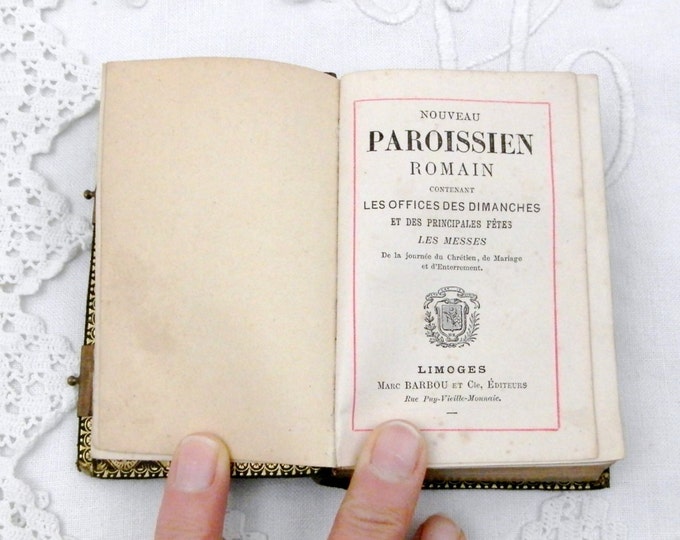 NOUVEAU
PAROISSIEN
ROMAIN
CONTENANT
LES OFFICES DES DIMANCHES
ET DES PRINCIPALES FÊTES
LES MESSES
De la journée du Chrétien, de Mariage
et d'Enterrement.
LIMOGES
MARC BARBOU ET Cie, ÉDITEURS
Rue Puy-Vieille-Monnaie.